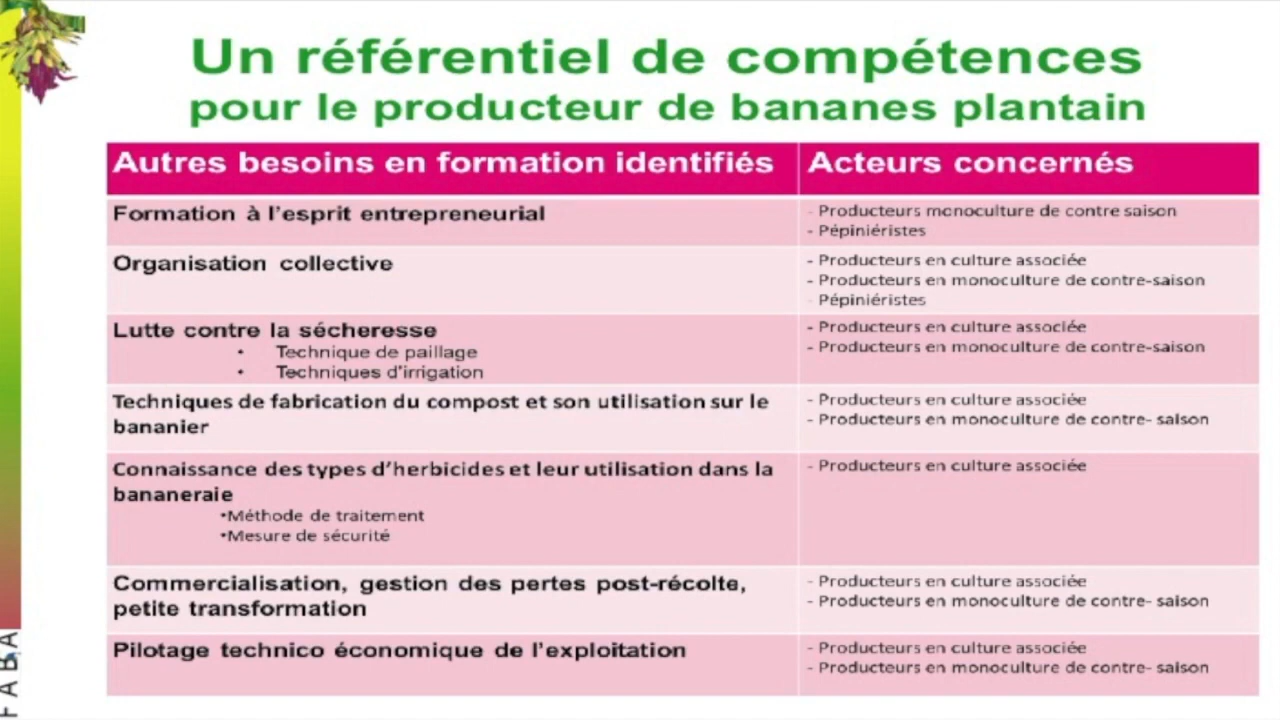 Un référentiel de compétences
pour le producteur de bananes plantain
Autres besoins en formation identifiés
Acteurs concernés
Formation à l'esprit entrepreneurial
- Producteurs monoculture de contre saison
- Pépiniéristes
Organisation collective
- Producteurs en culture associée
- Producteurs en monoculture de contre-saison
- Pépiniéristes
Lutte contre la sécheresse
• Technique de paillage
• Techniques d'irrigation
- Producteurs en culture associée
- Producteurs en monoculture de contre-saison
Techniques de fabrication du compost et son utilisation sur le
bananier
- Producteurs en culture associée
- Producteurs en monoculture de contre- saison
Connaissance des types d'herbicides et leur utilisation dans la
bananeraie
•Méthode de traitement
•Mesure de sécurité
- Producteurs en culture associée
Commercialisation, gestion des pertes post-récolte,
petite transformation
- Producteurs en culture associée
- Producteurs en monoculture de contre- saison
Pilotage technico économique de l'exploitation
- Producteurs en culture associée
- Producteurs en monoculture de contre- saison
FABA